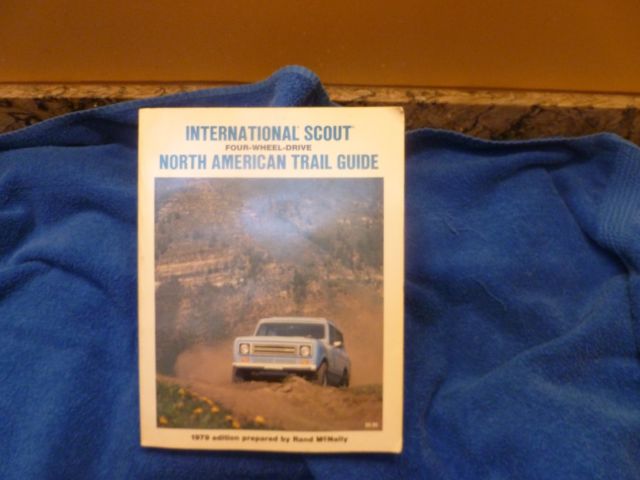 INTERNATIONAL SCOUT
FOUR-WHEEL-DRIVE
NORTH AMERICAN TRAIL GUIDE
1979 edition prepared by Rand McNally